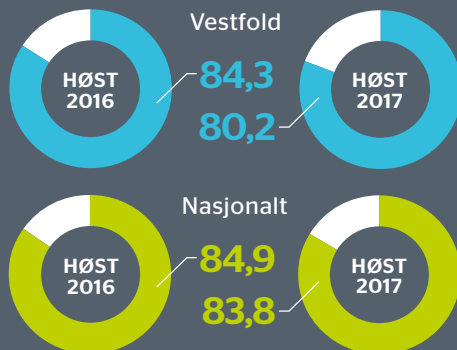 Vestfold
HØST
2016
84,3
80,2
HØST
2017
Nasjonalt
HØST
2016
84,9
83,8
HØST
2017